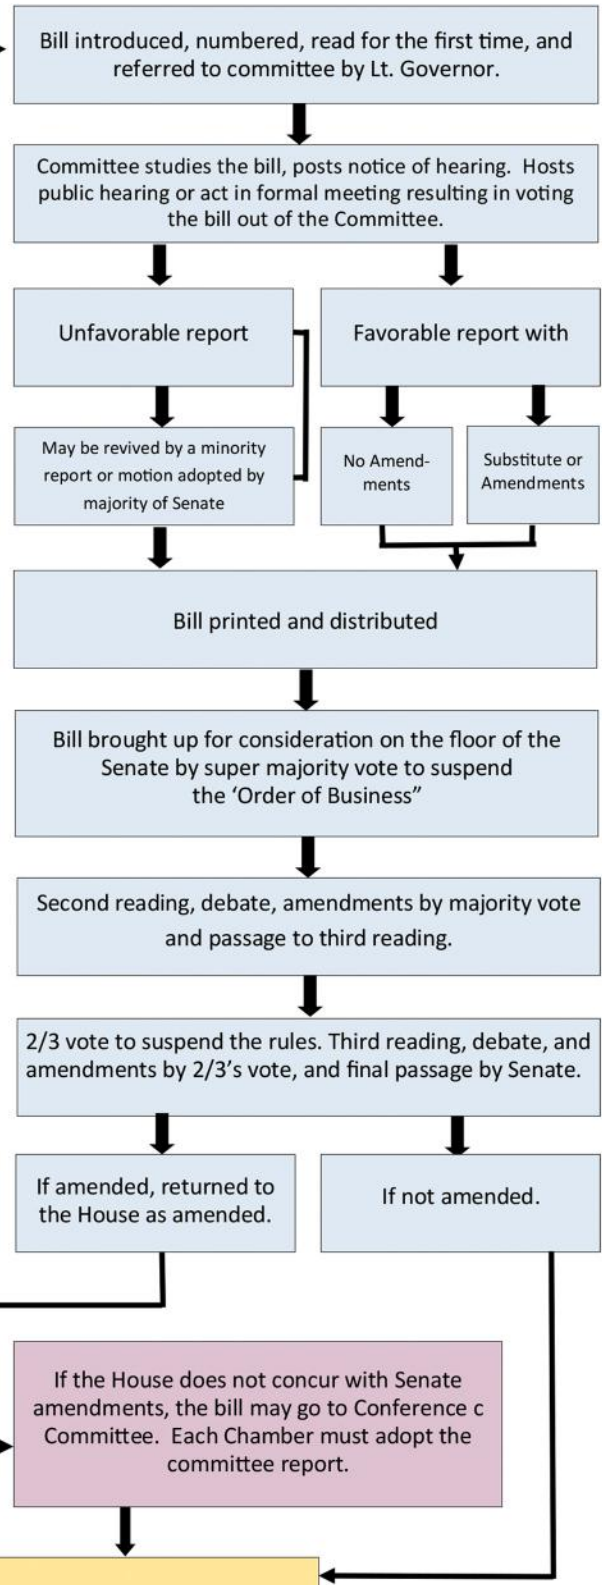 Bill introduced, numbered, read for the first time, and
referred to committee by Lt. Governor.
Committee studies the bill, posts notice of hearing.  Hosts
public hearing or act in formal meeting resulting in voting
the bill out of the Committee.
Unfavorable report
Favorable report with
May be revived by a minority
report or motion adopted by
majority of Senate
No Amend-
ments
Substitute or
Amendments
Bill printed and distributed
Bill brought up for consideration on the floor of the
Senate by super majority vote to suspend
the ‘Order of Business”
Second reading, debate, amendments by majority vote
and passage to third reading.
2/3 vote to suspend the rules. Third reading, debate, and
amendments by 2/3’s vote, and final passage by Senate.
If amended, returned to
the House as amended.
If not amended.
If the House does not concur with Senate
amendments, the bill may go to Conference c
Committee.  Each Chamber must adopt the
committee report.